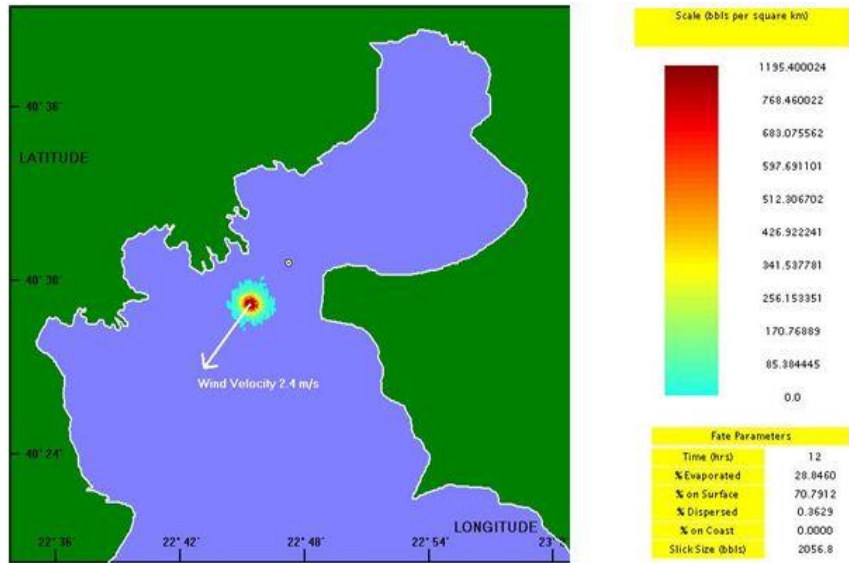 Scale (bbls per square km)
1195.400024
768.460022
683.075562
597.691101
512.306702
426.922241
341.537781
256.153351
170.76889
85.384445
0.0
40° 36'
LATITUDE
40° 30'
Wind Velocity 2.4 m/s
40° 24'
LONGITUDE
22° 36' 22° 42' 22° 48' 22° 54'
Fate Parameters
Time (hrs) 12
% Evaporated 28.8460
% on Surface 70.7912
% Dispersed 0.3629
% on Coast 0.0000
Slick Size (bbls) 2056.8